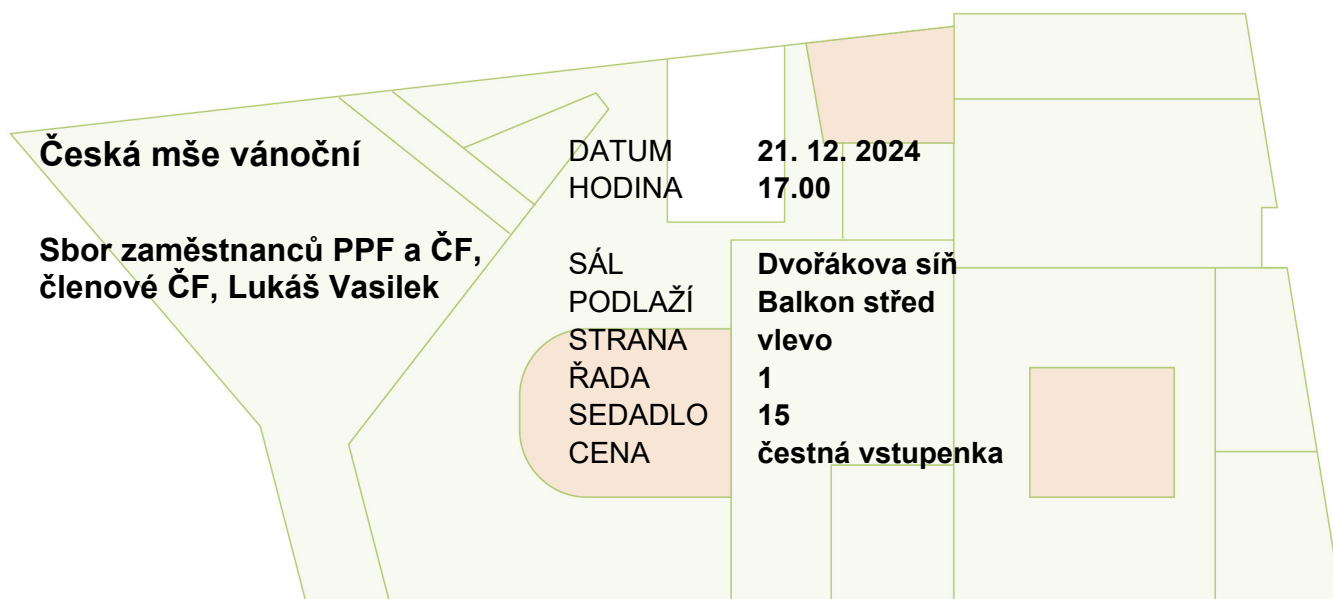 Česká mše vánoční
Sbor zaměstnanců PPF a ČF,
členové ČF, Lukáš Vasilek
DATUM 21. 12. 2024
HODINA 17.00
SÁL Dvořákova síň
PODLAŽÍ Balkon střed
STRANA vlevo
ŘADA 1
SEDADLO 15
CENA čestná vstupenka